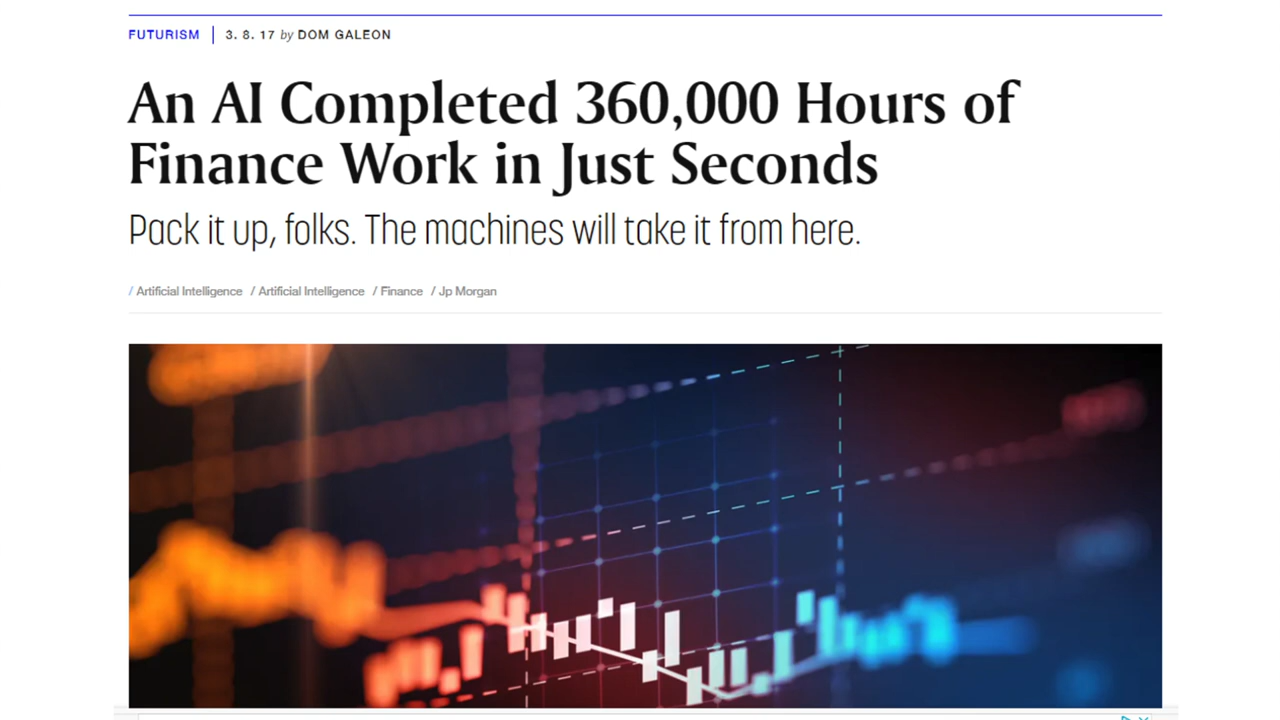 FUTURISM | 3. 8. 17 by DOM GALEON
An AI Completed 360,000 Hours of
Finance Work in Just Seconds
Pack it up, folks. The machines will take it from here.
/ Artificial Intelligence / Artificial Intelligence / Finance / Jp Morgan